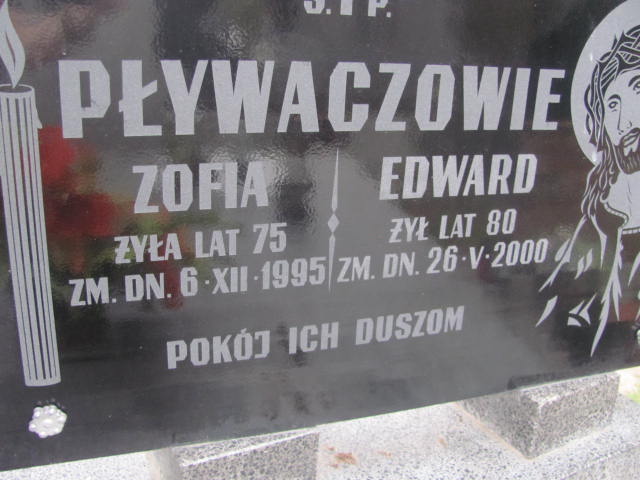 Ś.†P.
PŁYWACZOWIE
ZOFIA
ŻYŁA LAT 75
ZM. DN. 6·XII·1995
EDWARD
ŻYŁ LAT 80
ZM. DN. 26·V·2000
POKÓJ ICH DUSZOM